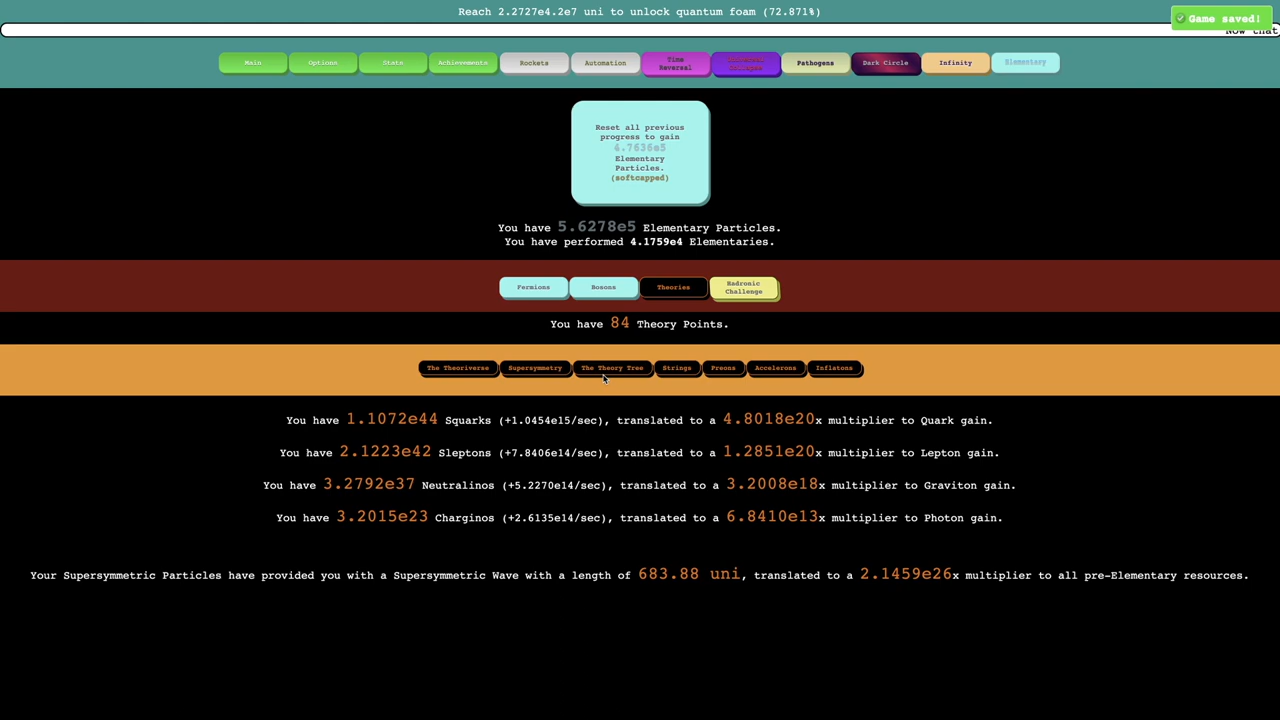 Reach 2.2727e4.2e7 uni to unlock quantum foam (72.871%)
Game saved!
Now chat
Main
Options
Stats
Achievements
Rockets
Automation
Time
Reversal
Universal
Collapse
Pathogens
Dark Circle
Infinity
Elementary
Reset all previous
progress to gain
4.7636e5
Elementary
Particles.
(softcapped)
You have 5.6278e5 Elementary Particles.
You have performed 4.1759e4 Elementaries.
Fermions
Bosons
Theories
Hadronic
Challenge
You have 84 Theory Points.
The Theoriverse
Supersymmetry
The Theory Tree
Strings
Preons
Accelerons
Inflatons
You have 1.1072e44 Squarks (+1.0454e15/sec), translated to a 4.8018e20x multiplier to Quark gain.
You have 2.1223e42 Sleptons (+7.8406e14/sec), translated to a 1.2851e20x multiplier to Lepton gain.
You have 3.2792e37 Neutralinos (+5.2270e14/sec), translated to a 3.2008e18x multiplier to Graviton gain.
You have 3.2015e23 Charginos (+2.6135e14/sec), translated to a 6.8410e13x multiplier to Photon gain.
Your Supersymmetric Particles have provided you with a Supersymmetric Wave with a length of 683.88 uni, translated to a 2.1459e26x multiplier to all pre-Elementary resources.